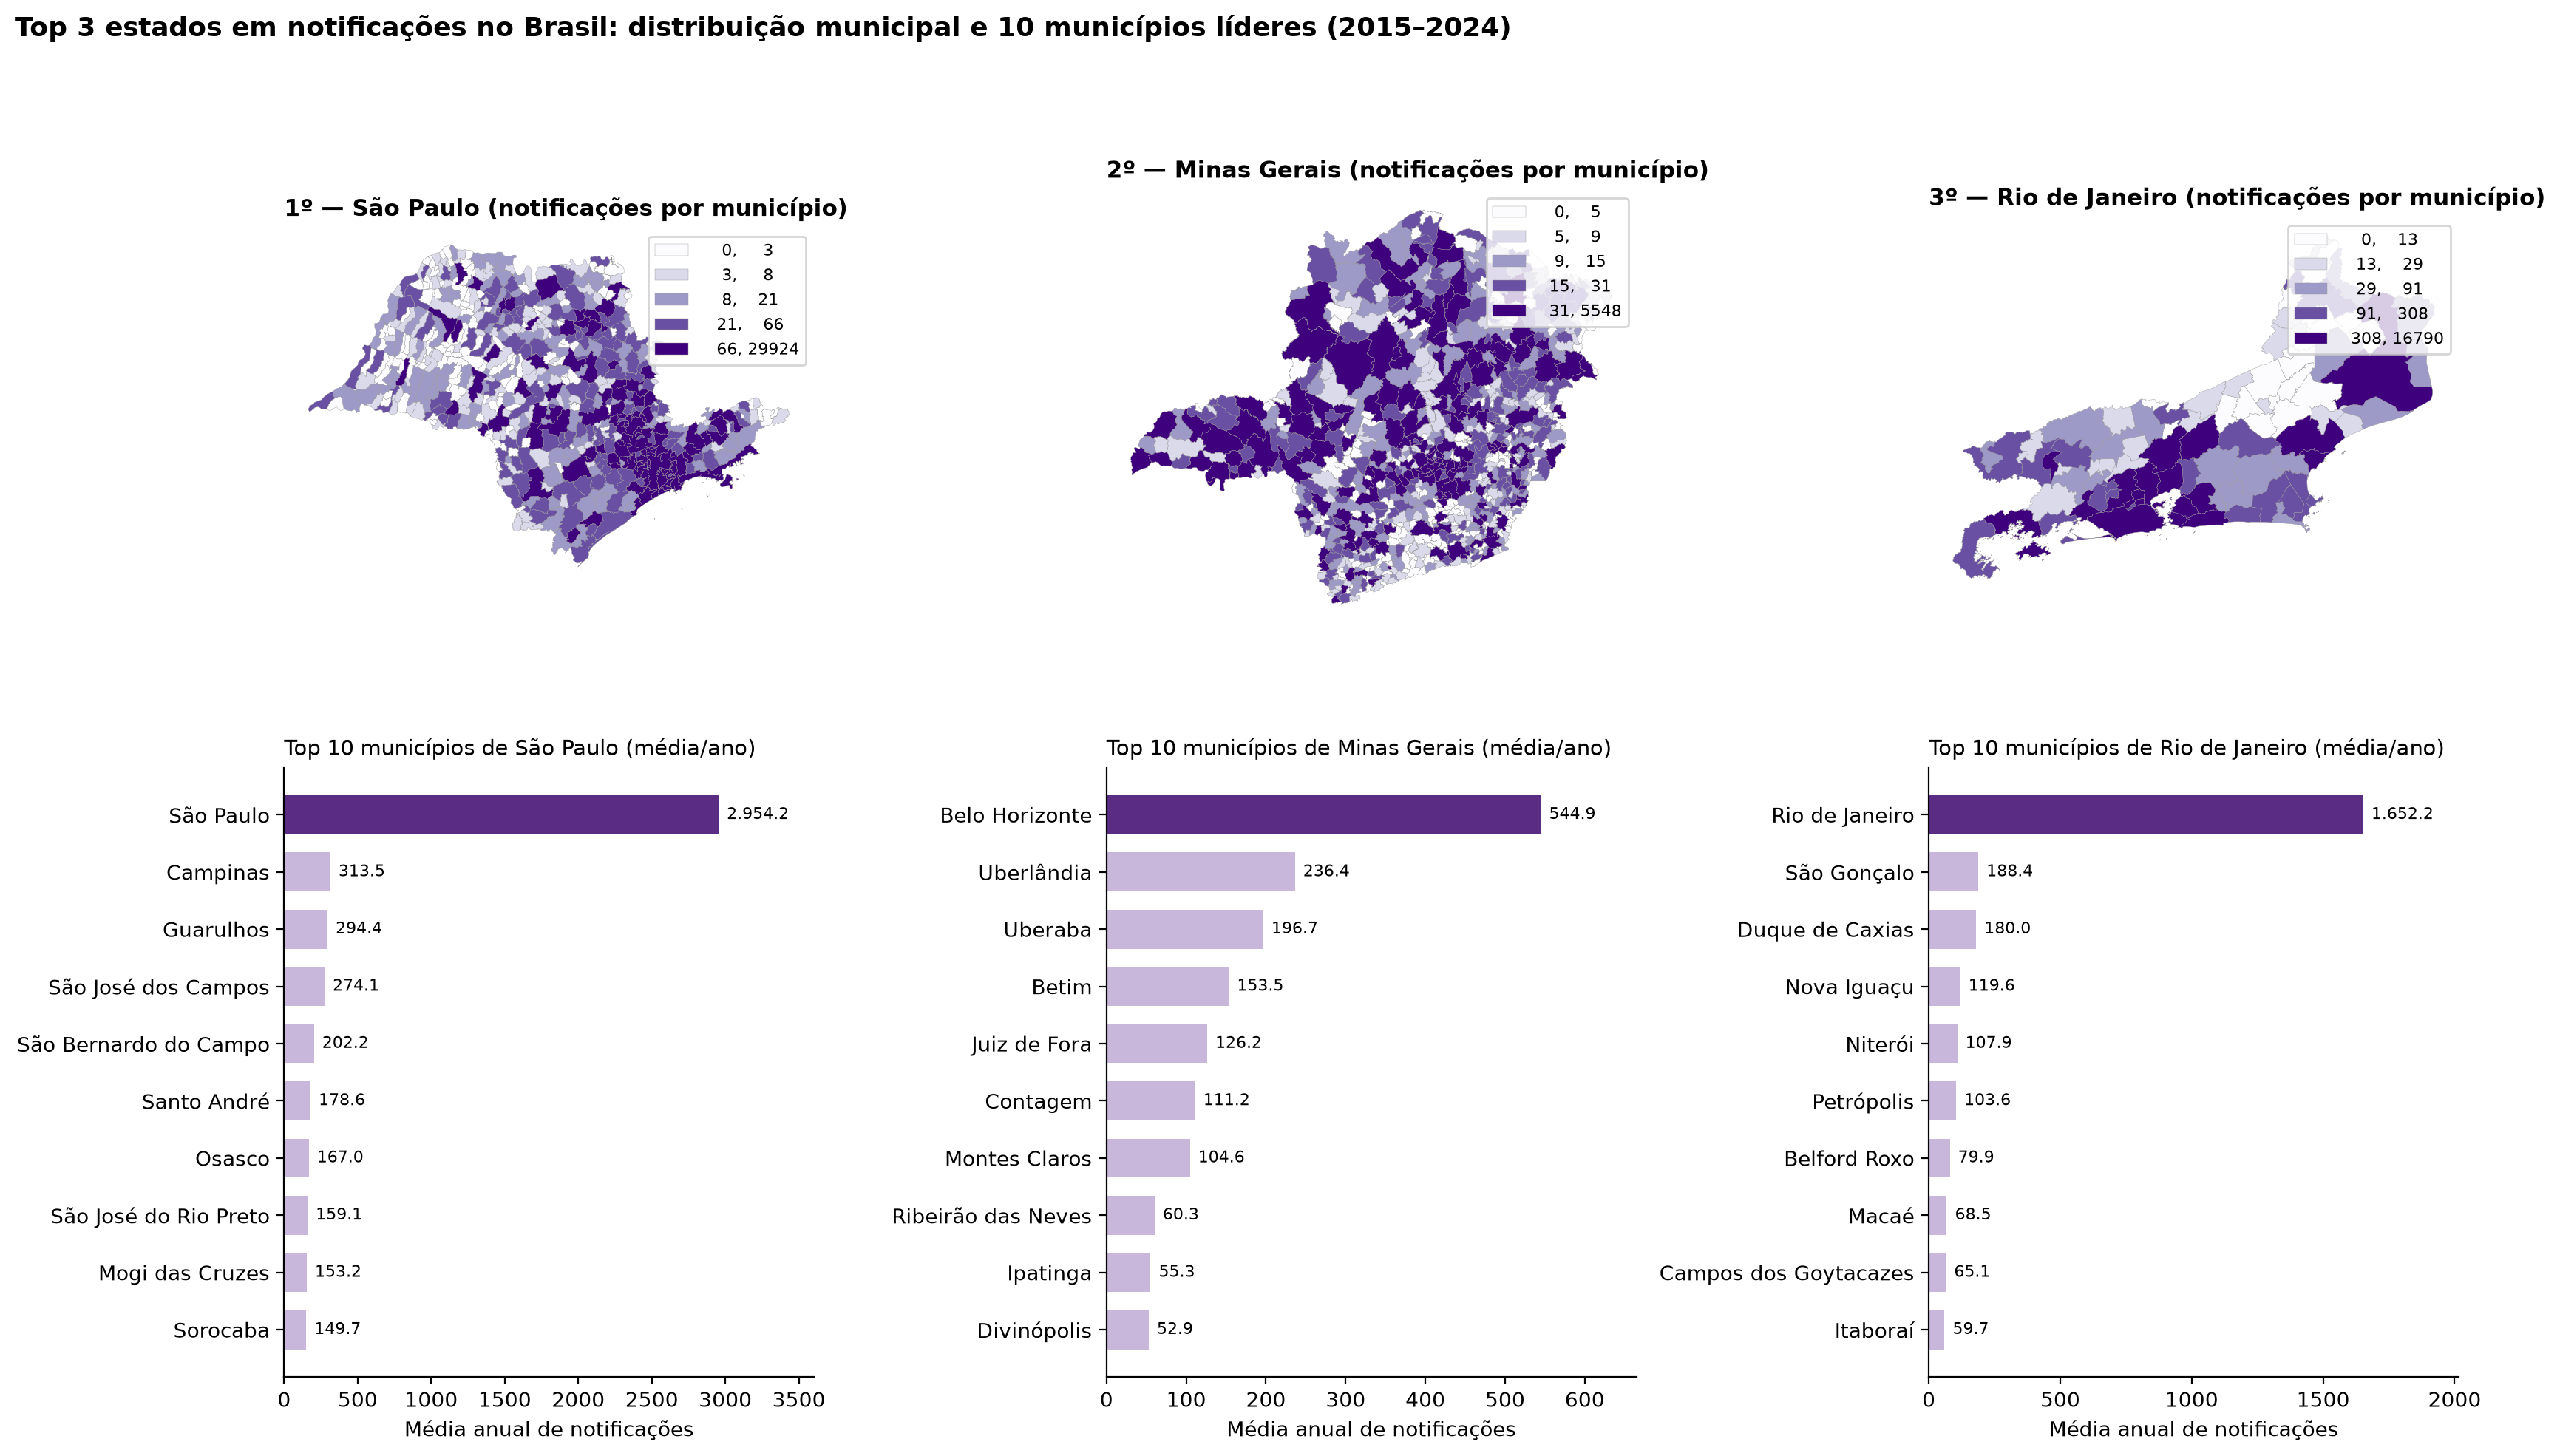 Top 3 estados em notificações no Brasil: distribuição municipal e 10 municípios líderes (2015–2024)
1º — São Paulo (notificações por município)
0, 3
3, 8
8, 21
21, 66
66, 29924
2º — Minas Gerais (notificações por município)
0, 5
5, 9
9, 15
15, 31
31, 5548
3º — Rio de Janeiro (notificações por município)
0, 13
13, 29
29, 91
91, 308
308, 16790
Top 10 municípios de São Paulo (média/ano)
São Paulo 2.954.2
Campinas 313.5
Guarulhos 294.4
São José dos Campos 274.1
São Bernardo do Campo 202.2
Santo André 178.6
Osasco 167.0
São José do Rio Preto 159.1
Mogi das Cruzes 153.2
Sorocaba 149.7
0 500 1000 1500 2000 2500 3000 3500
Média anual de notificações
Top 10 municípios de Minas Gerais (média/ano)
Belo Horizonte 544.9
Uberlândia 236.4
Uberaba 196.7
Betim 153.5
Juiz de Fora 126.2
Contagem 111.2
Montes Claros 104.6
Ribeirão das Neves 60.3
Ipatinga 55.3
Divinópolis 52.9
0 100 200 300 400 500 600
Média anual de notificações
Top 10 municípios de Rio de Janeiro (média/ano)
Rio de Janeiro 1.652.2
São Gonçalo 188.4
Duque de Caxias 180.0
Nova Iguaçu 119.6
Niterói 107.9
Petrópolis 103.6
Belford Roxo 79.9
Macaé 68.5
Campos dos Goytacazes 65.1
Itaboraí 59.7
0 500 1000 1500 2000
Média anual de notificações